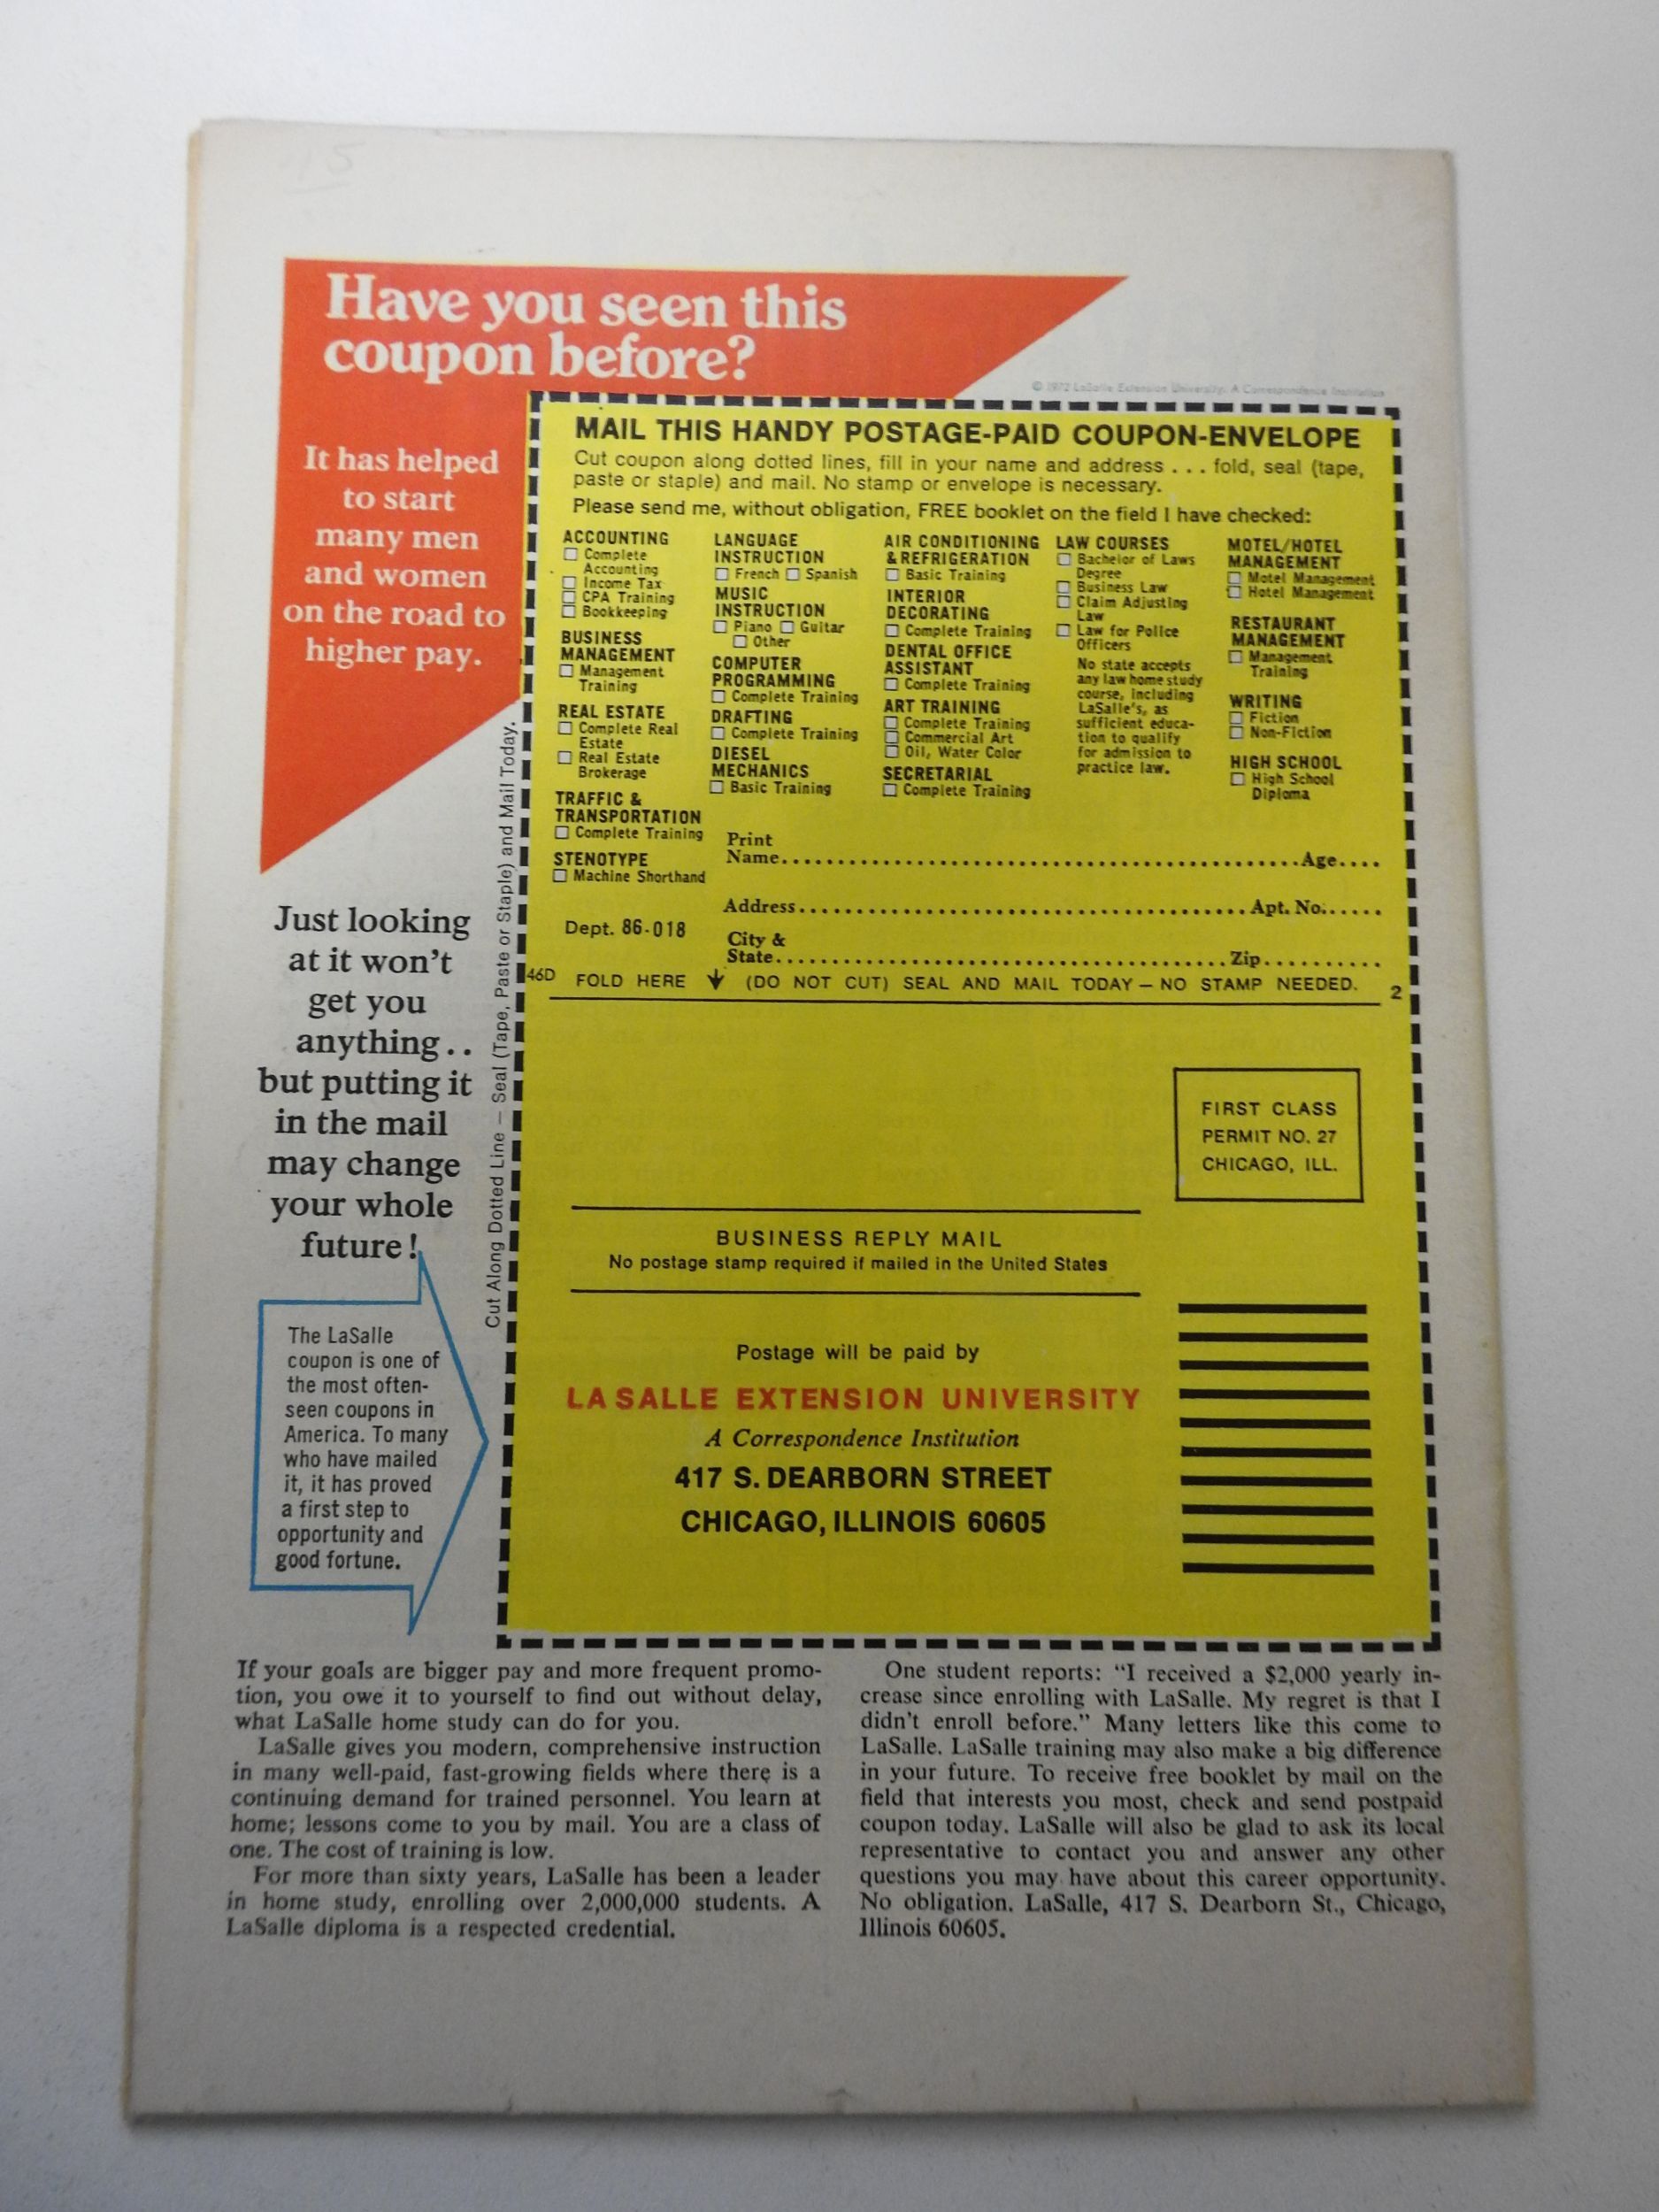 15
Have you seen this
coupon before?
It has helped
to start
many men
and women
on the road to
higher pay.
© 1972 LaSalle Extension University, A Correspondence Institution
MAIL THIS HANDY POSTAGE-PAID COUPON-ENVELOPE
Cut coupon along dotted lines, fill in your name and address . . . fold, seal (tape,
paste or staple) and mail. No stamp or envelope is necessary.
Please send me, without obligation, FREE booklet on the field I have checked:
ACCOUNTING
Complete
Accounting
Income Tax
CPA Training
Bookkeeping
BUSINESS
MANAGEMENT
Management
Training
REAL ESTATE
Complete Real
Estate
Real Estate
Brokerage
TRAFFIC &
TRANSPORTATION
Complete Training
STENOTYPE
Machine Shorthand
LANGUAGE
INSTRUCTION
French Spanish
MUSIC
INSTRUCTION
Piano Guitar
Other
COMPUTER
PROGRAMMING
Complete Training
DRAFTING
Complete Training
DIESEL
MECHANICS
Basic Training
AIR CONDITIONING
& REFRIGERATION
Basic Training
INTERIOR
DECORATING
Complete Training
DENTAL OFFICE
ASSISTANT
Complete Training
ART TRAINING
Complete Training
Commercial Art
Oil, Water Color
SECRETARIAL
Complete Training
LAW COURSES
Bachelor of Laws
Degree
Business Law
Claim Adjusting
Law
Law for Police
Officers
No state accepts
any law home study
course, including
LaSalle's, as
sufficient educa-
tion to qualify
for admission to
practice law.
MOTEL/HOTEL
MANAGEMENT
Motel Management
Hotel Management
RESTAURANT
MANAGEMENT
Management
Training
WRITING
Fiction
Non-Fiction
HIGH SCHOOL
High School
Diploma
Print
Name.....................................................Age....
Address..............................................Apt. No......
Dept. 86-018
City &
State...............................................Zip..........
46D FOLD HERE ↓ (DO NOT CUT) SEAL AND MAIL TODAY — NO STAMP NEEDED. 2
Cut Along Dotted Line — Seal (Tape, Paste or Staple) and Mail Today.
FIRST CLASS
PERMIT NO. 27
CHICAGO, ILL.
BUSINESS REPLY MAIL
No postage stamp required if mailed in the United States
Postage will be paid by
LA SALLE EXTENSION UNIVERSITY
A Correspondence Institution
417 S. DEARBORN STREET
CHICAGO, ILLINOIS 60605
Just looking
at it won't
get you
anything . .
but putting it
in the mail
may change
your whole
future!
The LaSalle
coupon is one of
the most often-
seen coupons in
America. To many
who have mailed
it, it has proved
a first step to
opportunity and
good fortune.
If your goals are bigger pay and more frequent promo-
tion, you owe it to yourself to find out without delay,
what LaSalle home study can do for you.
LaSalle gives you modern, comprehensive instruction
in many well-paid, fast-growing fields where there is a
continuing demand for trained personnel. You learn at
home; lessons come to you by mail. You are a class of
one. The cost of training is low.
For more than sixty years, LaSalle has been a leader
in home study, enrolling over 2,000,000 students. A
LaSalle diploma is a respected credential.
One student reports: "I received a $2,000 yearly in-
crease since enrolling with LaSalle. My regret is that I
didn't enroll before." Many letters like this come to
LaSalle. LaSalle training may also make a big difference
in your future. To receive free booklet by mail on the
field that interests you most, check and send postpaid
coupon today. LaSalle will also be glad to ask its local
representative to contact you and answer any other
questions you may have about this career opportunity.
No obligation. LaSalle, 417 S. Dearborn St., Chicago,
Illinois 60605.